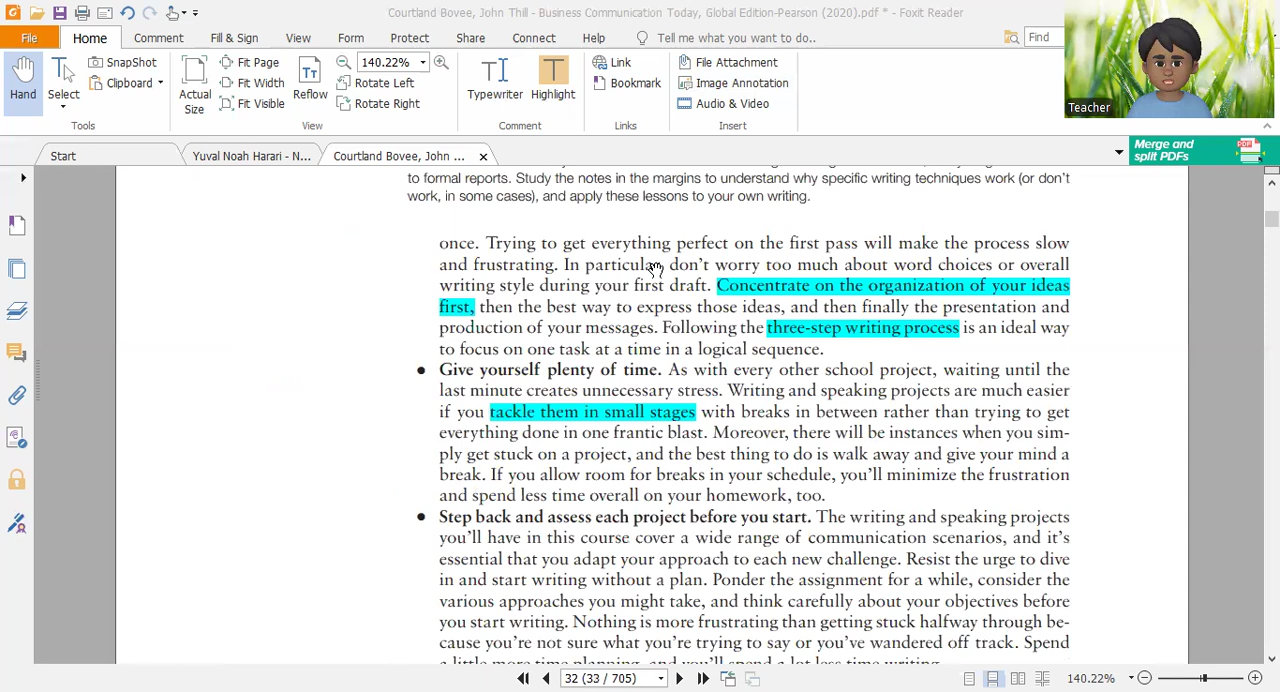 Courtland Bovee, John Thill - Business Communication Today, Global Edition-Pearson (2020).pdf * - Foxit Reader
File Home Comment Fill & Sign View Form Protect Share Connect Help Tell me what you want to do.. Find
Hand
Select
SnapShot
Clipboard
Tools
Actual Size
Fit Page
Fit Width
Fit Visible
Reflow
140.22%
Rotate Left
Rotate Right
View
Typewriter
Highlight
Comment
Link
Bookmark
Links
File Attachment
Image Annotation
Audio & Video
Insert
Teacher
Start
Yuval Noah Harari - N...
Courtland Bovee, John ...
Merge and
split PDFs
PDF
to formal reports. Study the notes in the margins to understand why specific writing techniques work (or don’t
work, in some cases), and apply these lessons to your own writing.
once. Trying to get everything perfect on the first pass will make the process slow
and frustrating. In particular, don’t worry too much about word choices or overall
writing style during your first draft. Concentrate on the organization of your ideas
first, then the best way to express those ideas, and then finally the presentation and
production of your messages. Following the three-step writing process is an ideal way
to focus on one task at a time in a logical sequence.
● Give yourself plenty of time. As with every other school project, waiting until the
last minute creates unnecessary stress. Writing and speaking projects are much easier
if you tackle them in small stages with breaks in between rather than trying to get
everything done in one frantic blast. Moreover, there will be instances when you sim-
ply get stuck on a project, and the best thing to do is walk away and give your mind a
break. If you allow room for breaks in your schedule, you’ll minimize the frustration
and spend less time overall on your homework, too.
● Step back and assess each project before you start. The writing and speaking projects
you’ll have in this course cover a wide range of communication scenarios, and it’s
essential that you adapt your approach to each new challenge. Resist the urge to dive
in and start writing without a plan. Ponder the assignment for a while, consider the
various approaches you might take, and think carefully about your objectives before
you start writing. Nothing is more frustrating than getting stuck halfway through be-
cause you’re not sure what you’re trying to say or you’ve wandered off track. Spend
a little more time planning, and you’ll spend a lot less time writing.
32 (33 / 705)
140.22%